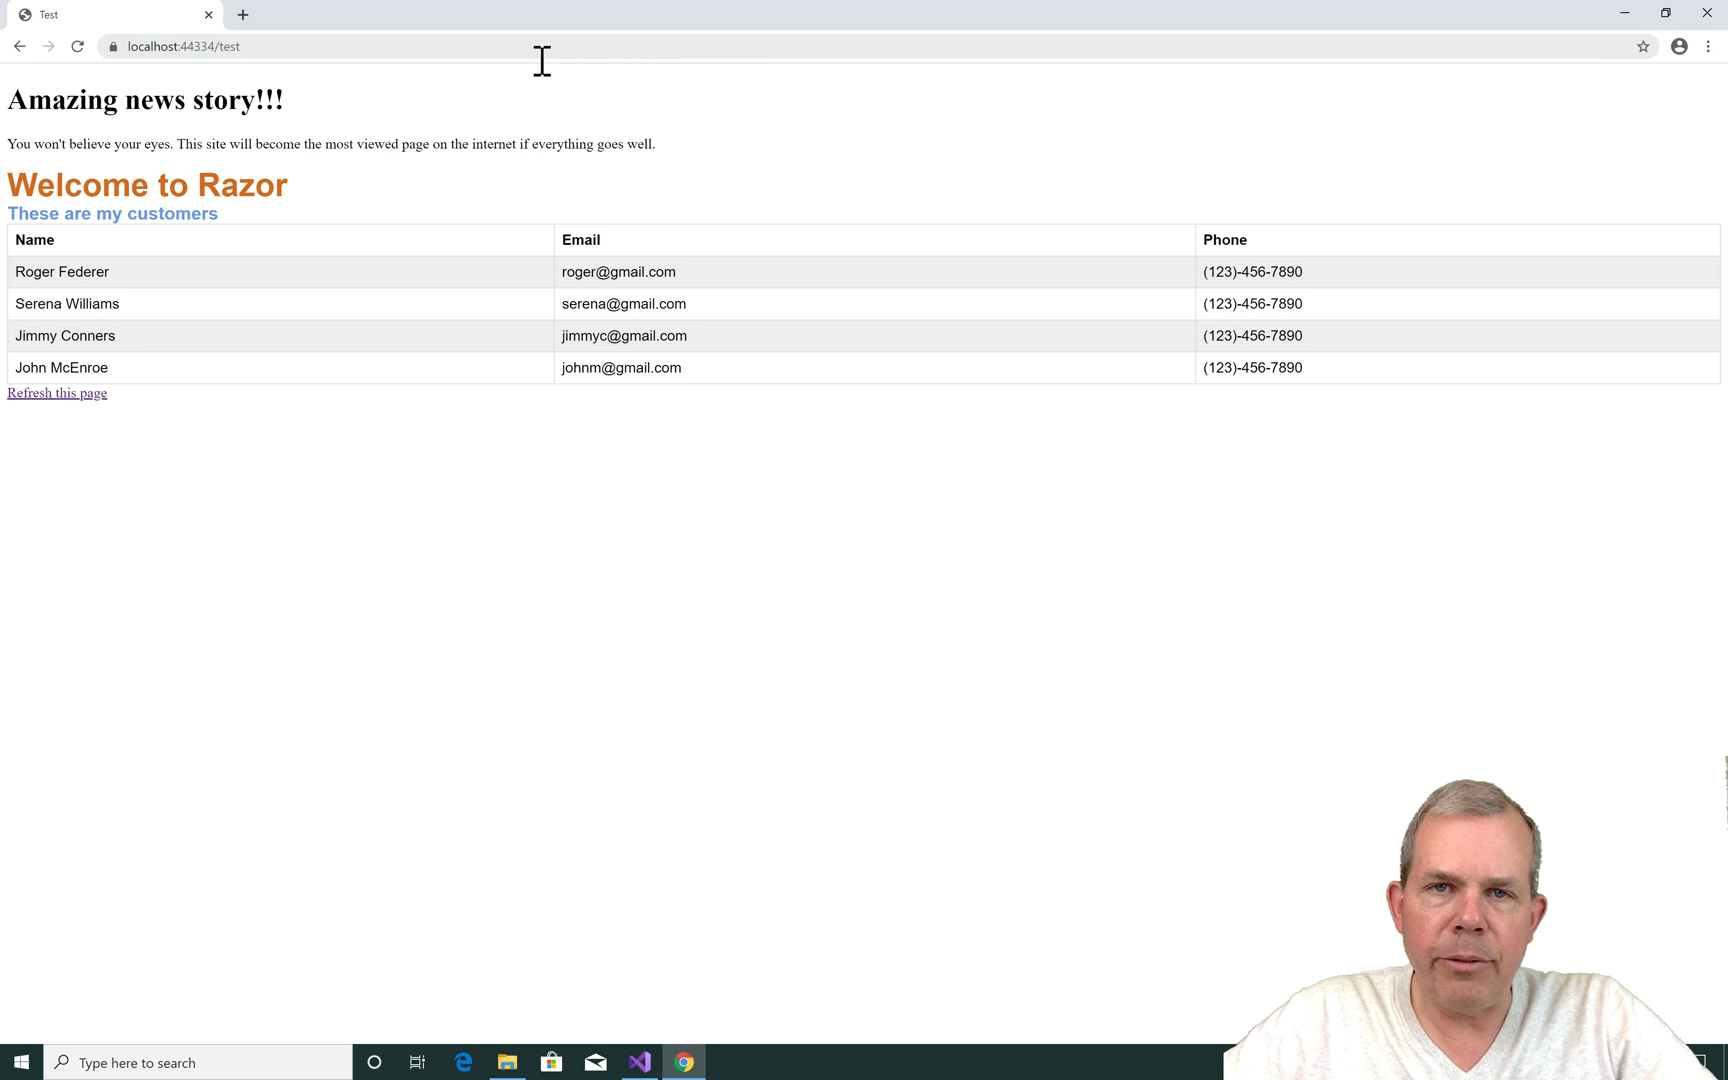 Test
localhost:44334/test
Amazing news story!!!
You won't believe your eyes. This site will become the most viewed page on the internet if everything goes well.
Welcome to Razor
These are my customers
Name Email Phone
Roger Federer roger@gmail.com (123)-456-7890
Serena Williams serena@gmail.com (123)-456-7890
Jimmy Conners jimmyc@gmail.com (123)-456-7890
John McEnroe johnm@gmail.com (123)-456-7890
Refresh this page
Type here to search